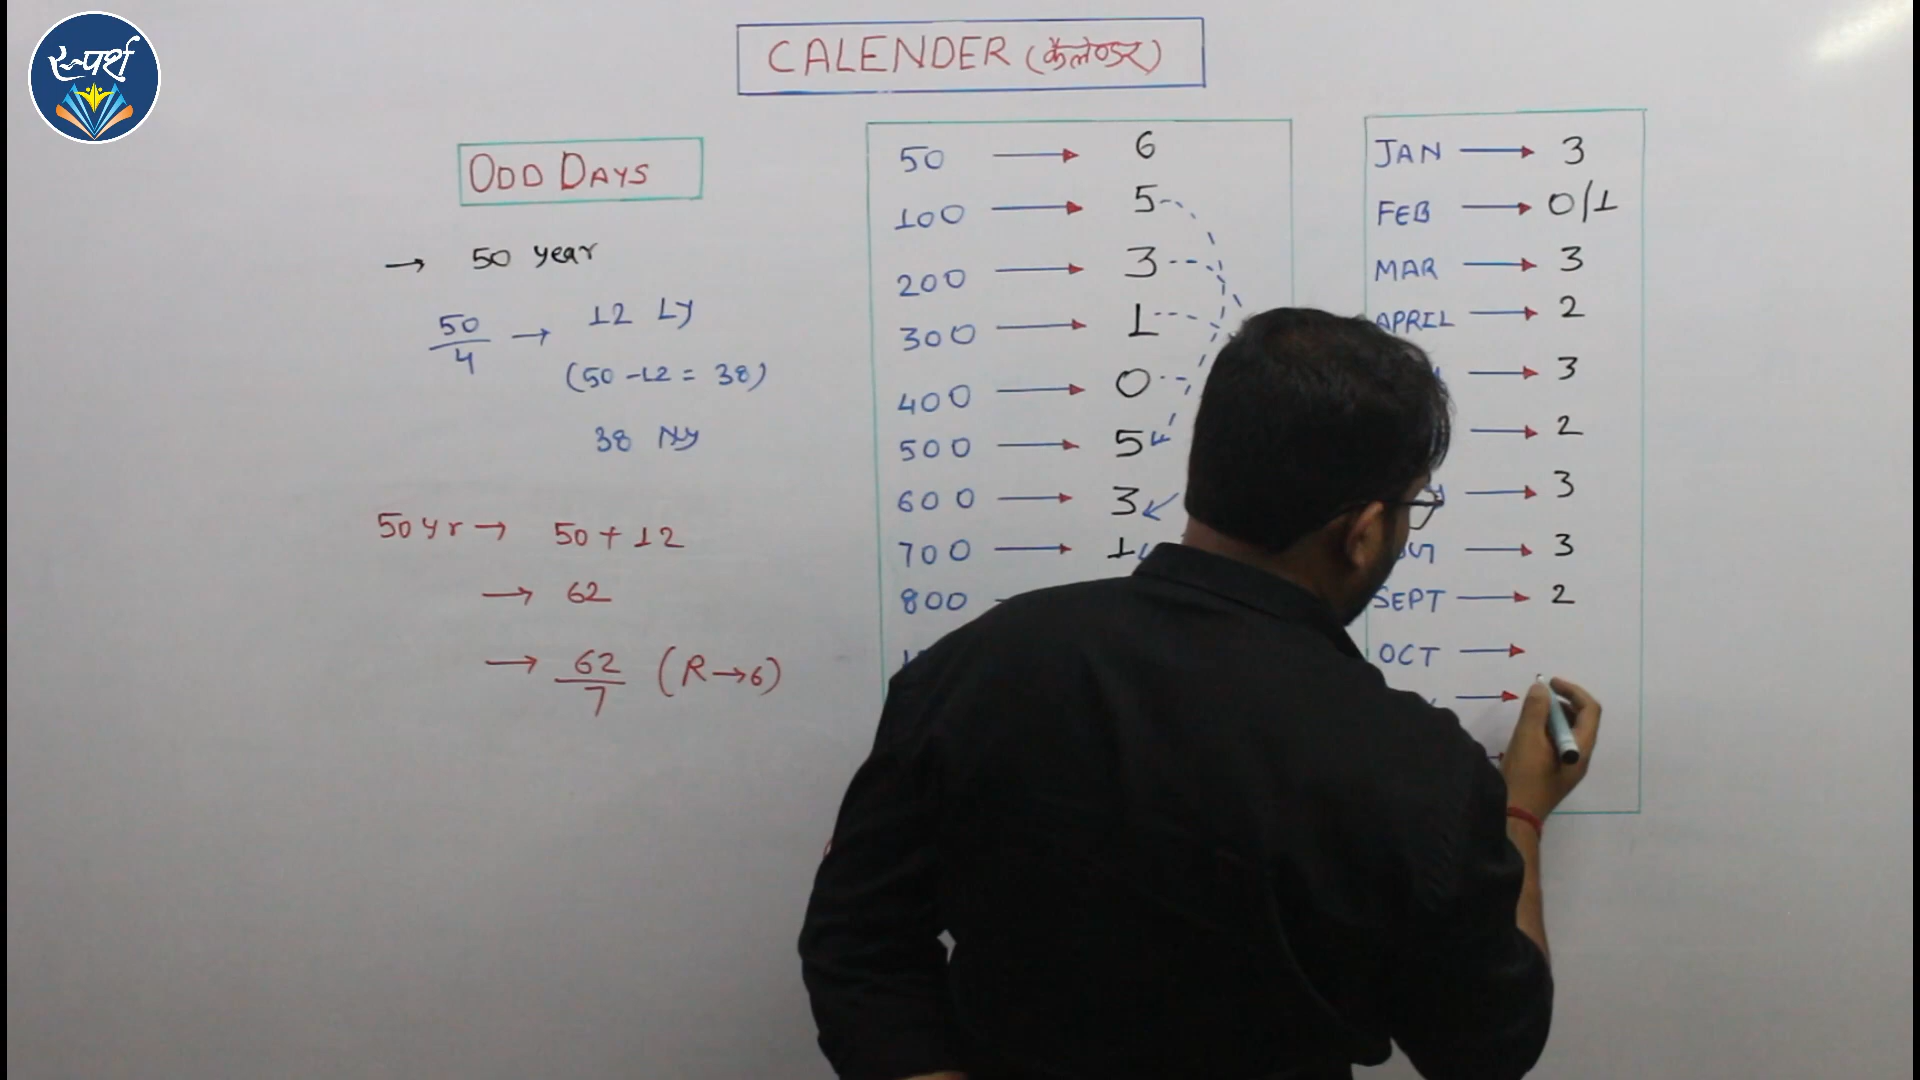 स्पर्श
CALENDER (कैलेण्डर)
ODD DAYS
→ 50 year
50/4 → 12 Ly
(50 - 12 = 38)
38 Ny
50 yr → 50 + 12
→ 62
→ 62/7 (R → 6)
50 → 6
100 → 5
200 → 3
300 → 1
400 → 0
500 → 5
600 → 3
700 → 1
800
JAN → 3
FEB → 0/1
MAR → 3
APRIL → 2
→ 3
→ 2
→ 3
→ 3
SEPT → 2
OCT →
→